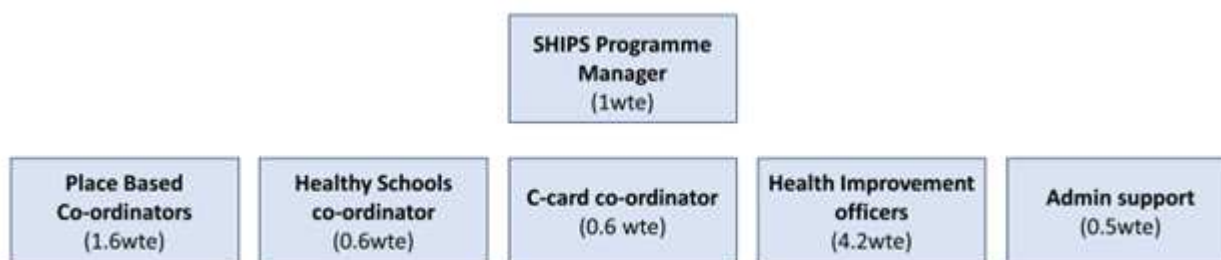 SHIPS Programme
Manager
(1wte)
Place Based
Co-ordinators
(1.6wte)
Healthy Schools
co-ordinator
(0.6wte)
C-card co-ordinator
(0.6 wte)
Health Improvement
officers
(4.2wte)
Admin support
(0.5wte)